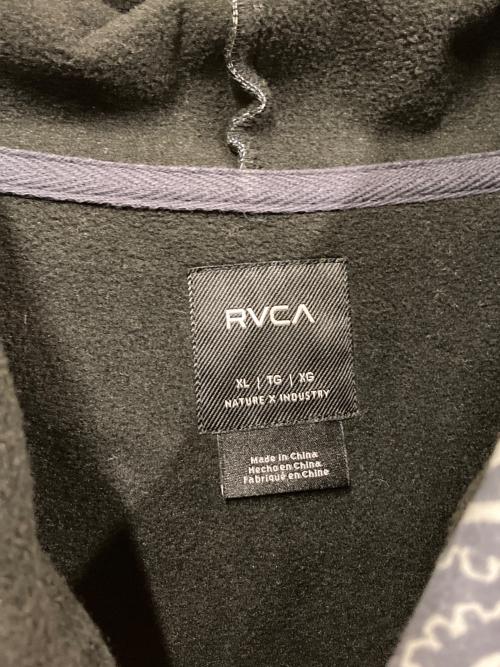 RVCA
XL | TG | XG
NATURE X INDUSTRY
Made in China
Hecho en China
Fabriqué en Chine